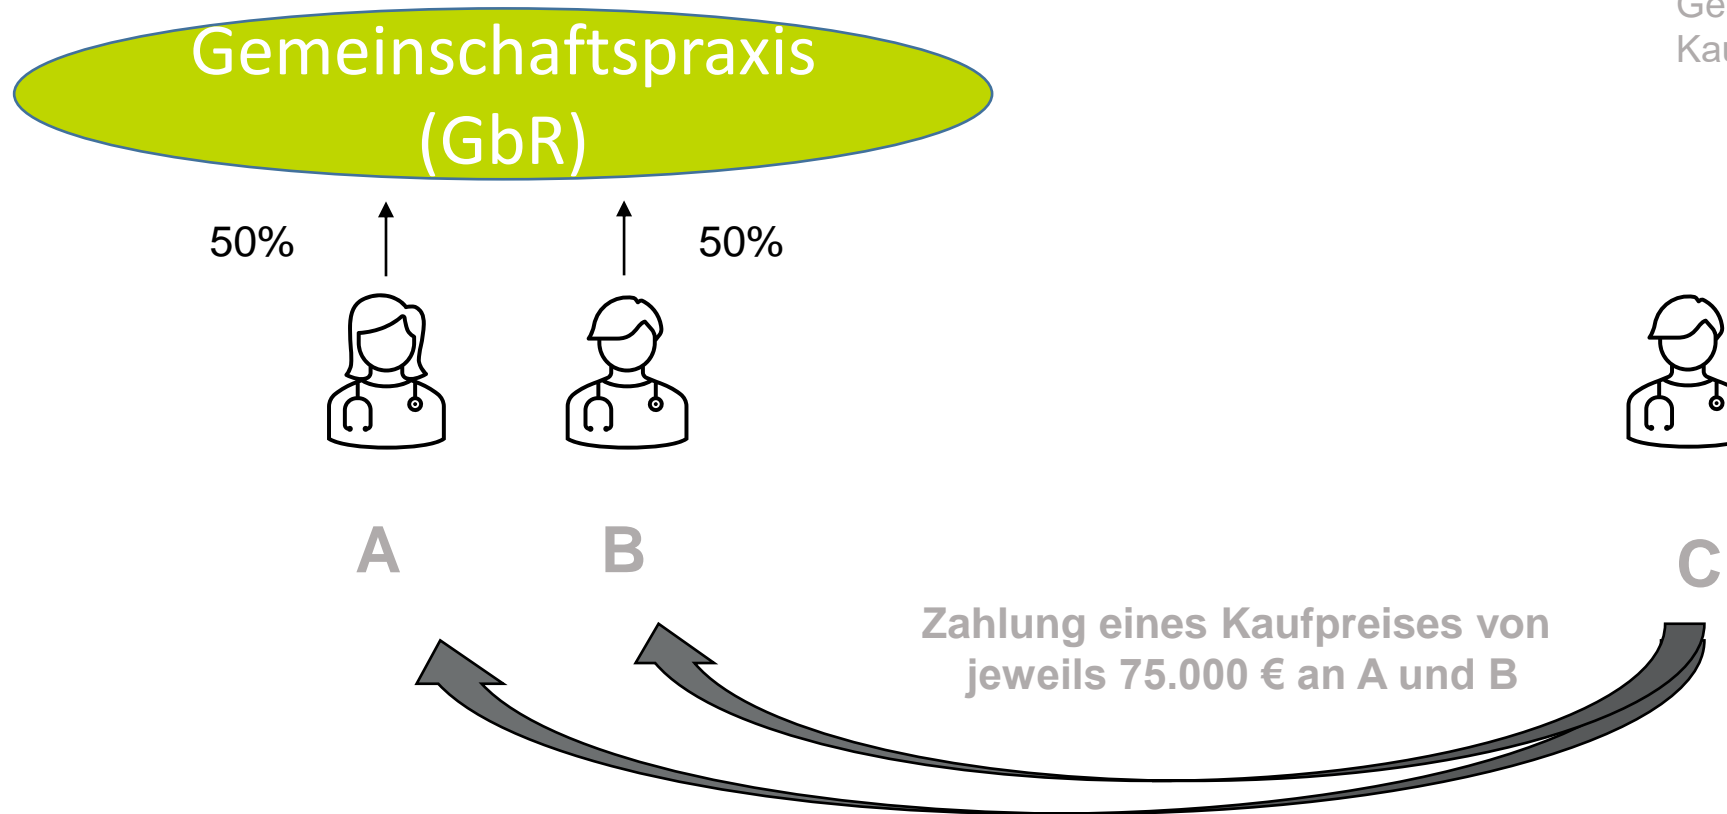 Gemeinschaftspraxis
(GbR)
50%
50%
A
B
C
Zahlung eines Kaufpreises von
jeweils 75.000 € an A und B